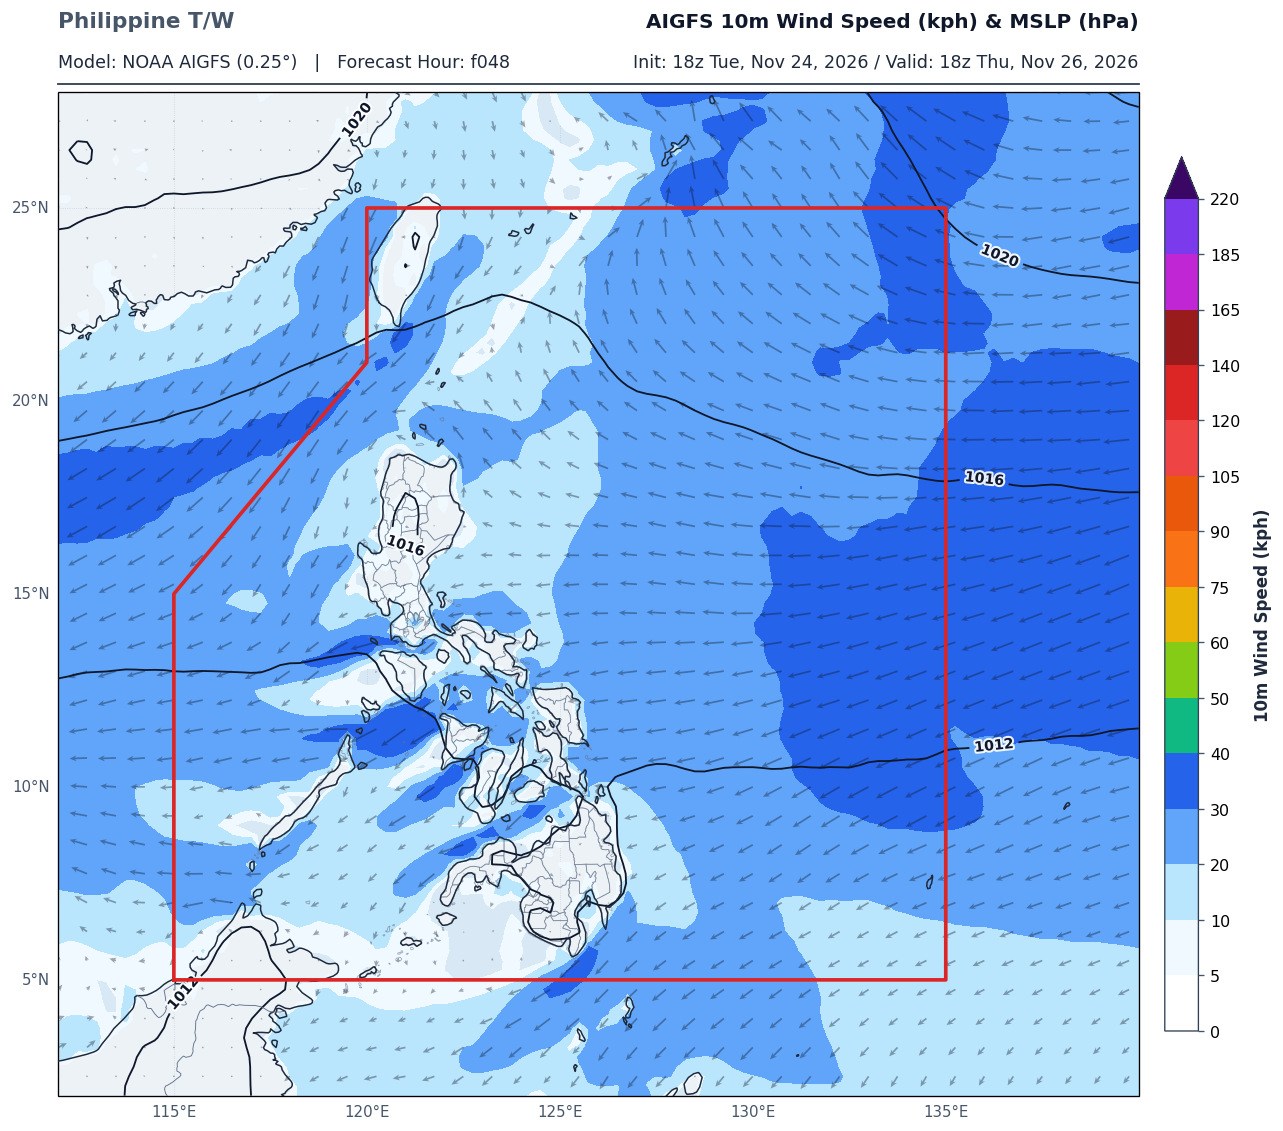 Philippine T/W
AIGFS 10m Wind Speed (kph) & MSLP (hPa)
Model: NOAA AIGFS (0.25°) | Forecast Hour: f048
Init: 18z Tue, Nov 24, 2026 / Valid: 18z Thu, Nov 26, 2026
1020
1020
1016
1016
1012
1012
25°N
20°N
15°N
10°N
5°N
115°E
120°E
125°E
130°E
135°E
220
185
165
140
120
105
90
75
60
50
40
30
20
10
5
0
10m Wind Speed (kph)